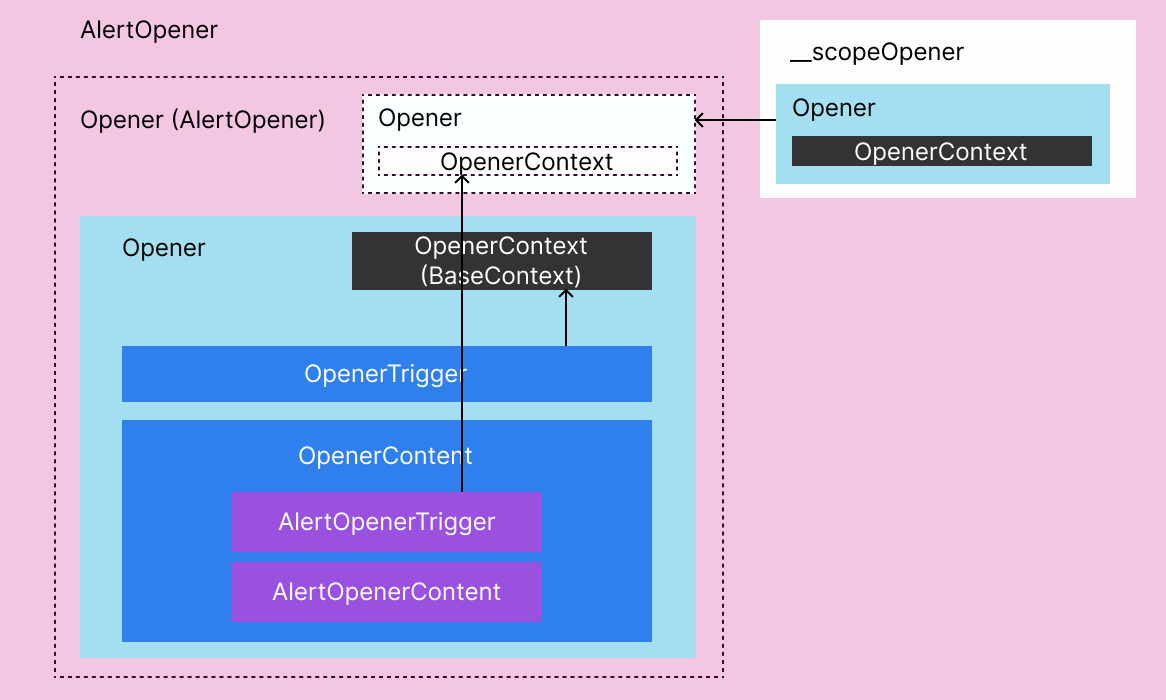 AlertOpener
__scopeOpener
Opener
OpenerContext
Opener (AlertOpener)
Opener
OpenerContext
Opener
OpenerContext
(BaseContext)
OpenerTrigger
OpenerContent
AlertOpenerTrigger
AlertOpenerContent